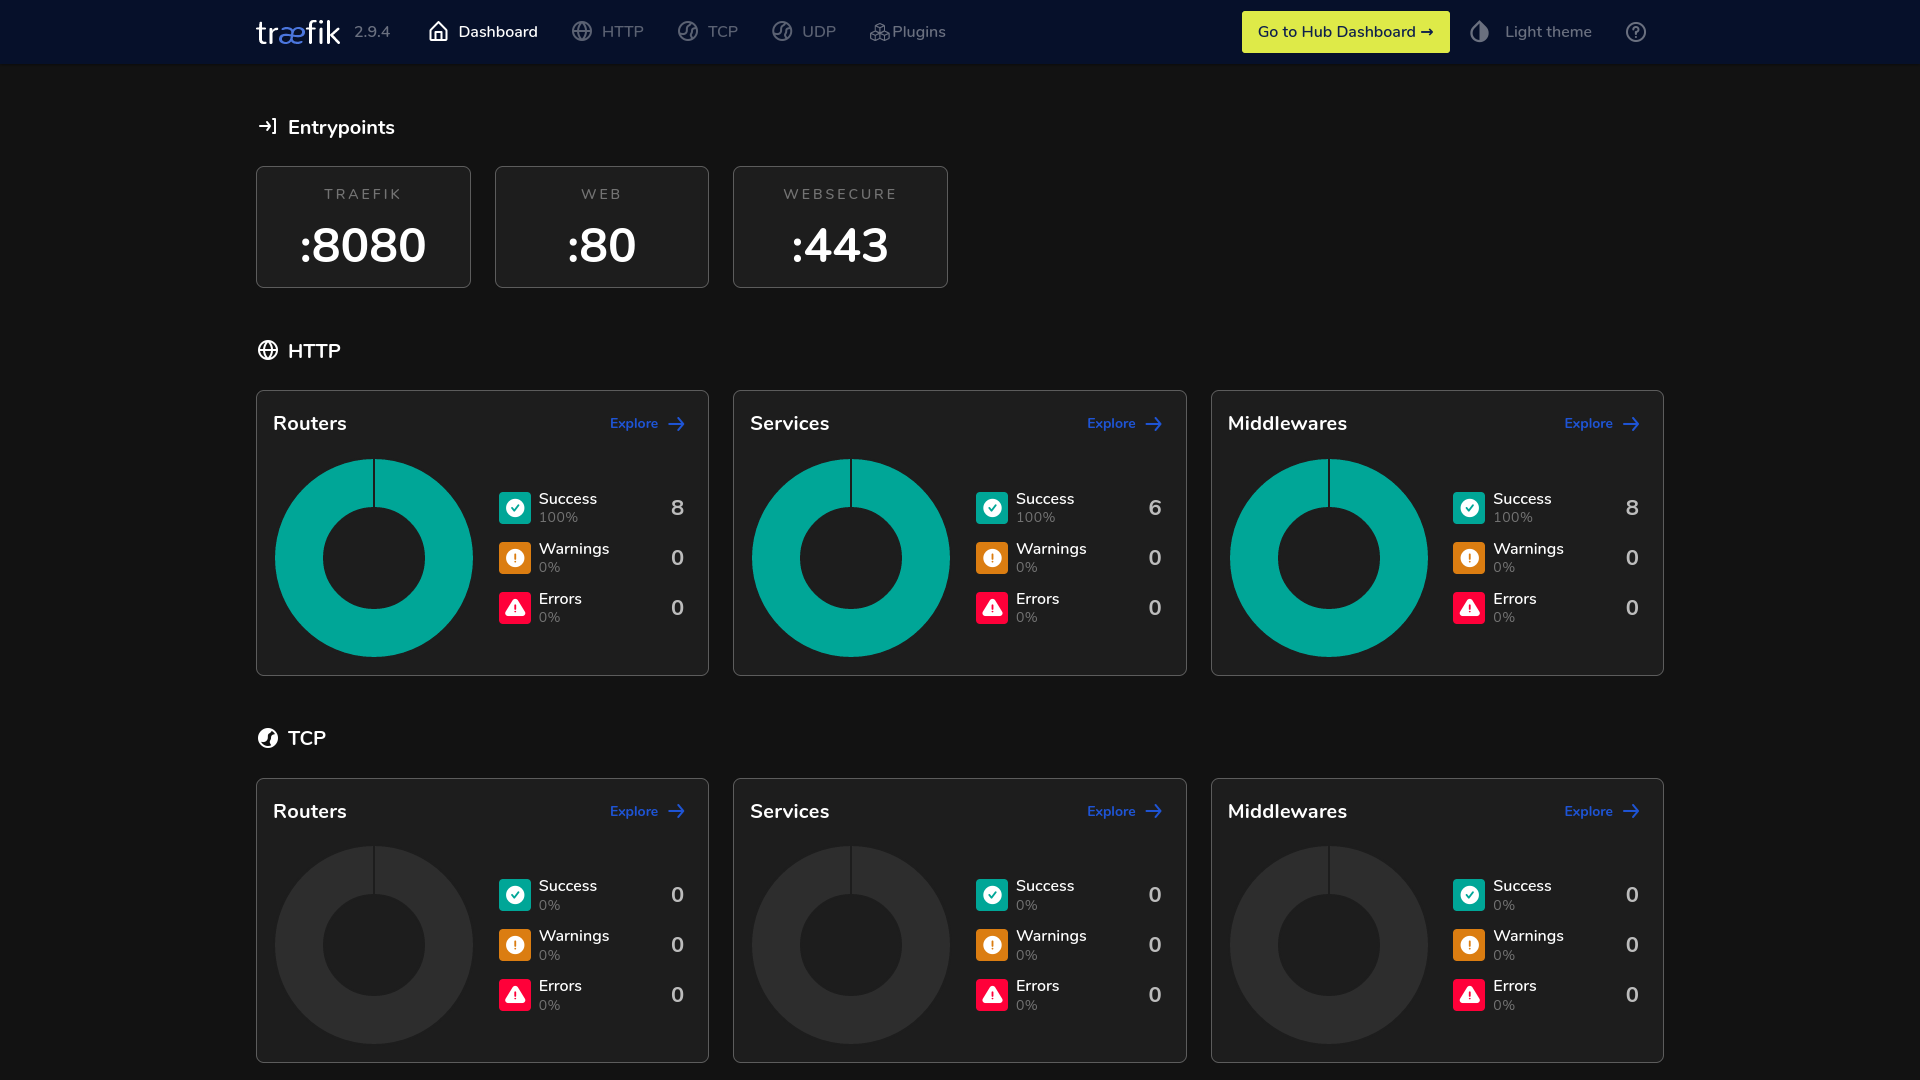 træfik 2.9.4 Dashboard HTTP TCP UDP Plugins Go to Hub Dashboard → Light theme
Entrypoints
TRAEFIK
:8080
WEB
:80
WEBSECURE
:443
HTTP
Routers Explore
Success 8
100%
Warnings 0
0%
Errors 0
0%
Services Explore
Success 6
100%
Warnings 0
0%
Errors 0
0%
Middlewares Explore
Success 8
100%
Warnings 0
0%
Errors 0
0%
TCP
Routers Explore
Success 0
0%
Warnings 0
0%
Errors 0
0%
Services Explore
Success 0
0%
Warnings 0
0%
Errors 0
0%
Middlewares Explore
Success 0
0%
Warnings 0
0%
Errors 0
0%